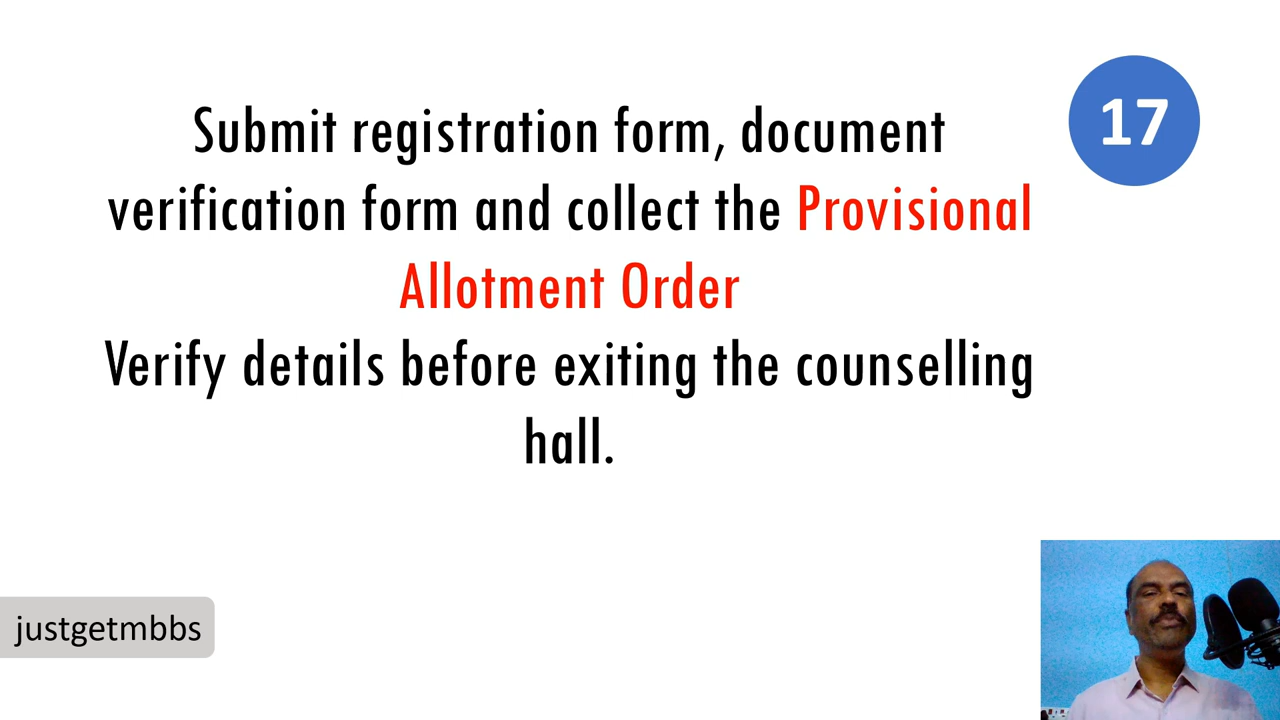 Submit registration form, document
verification form and collect the Provisional
Allotment Order
Verify details before exiting the counselling
hall.
17
justgetmbbs